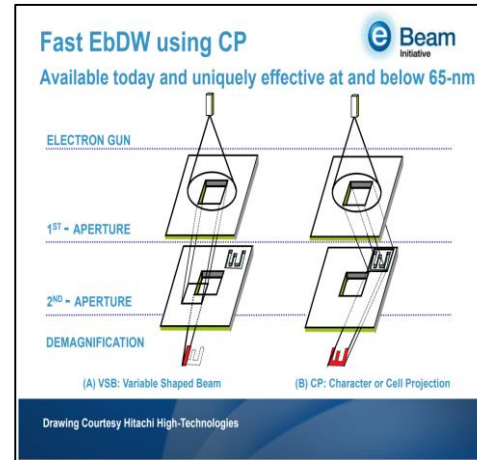 Fast EbDW using CP
e Beam
Initiative
Available today and uniquely effective at and below 65-nm
ELECTRON GUN
1ST - APERTURE
2ND - APERTURE
DEMAGNIFICATION
E
E
E
E
(A) VSB: Variable Shaped Beam
(B) CP: Character or Cell Projection
Drawing Courtesy Hitachi High-Technologies